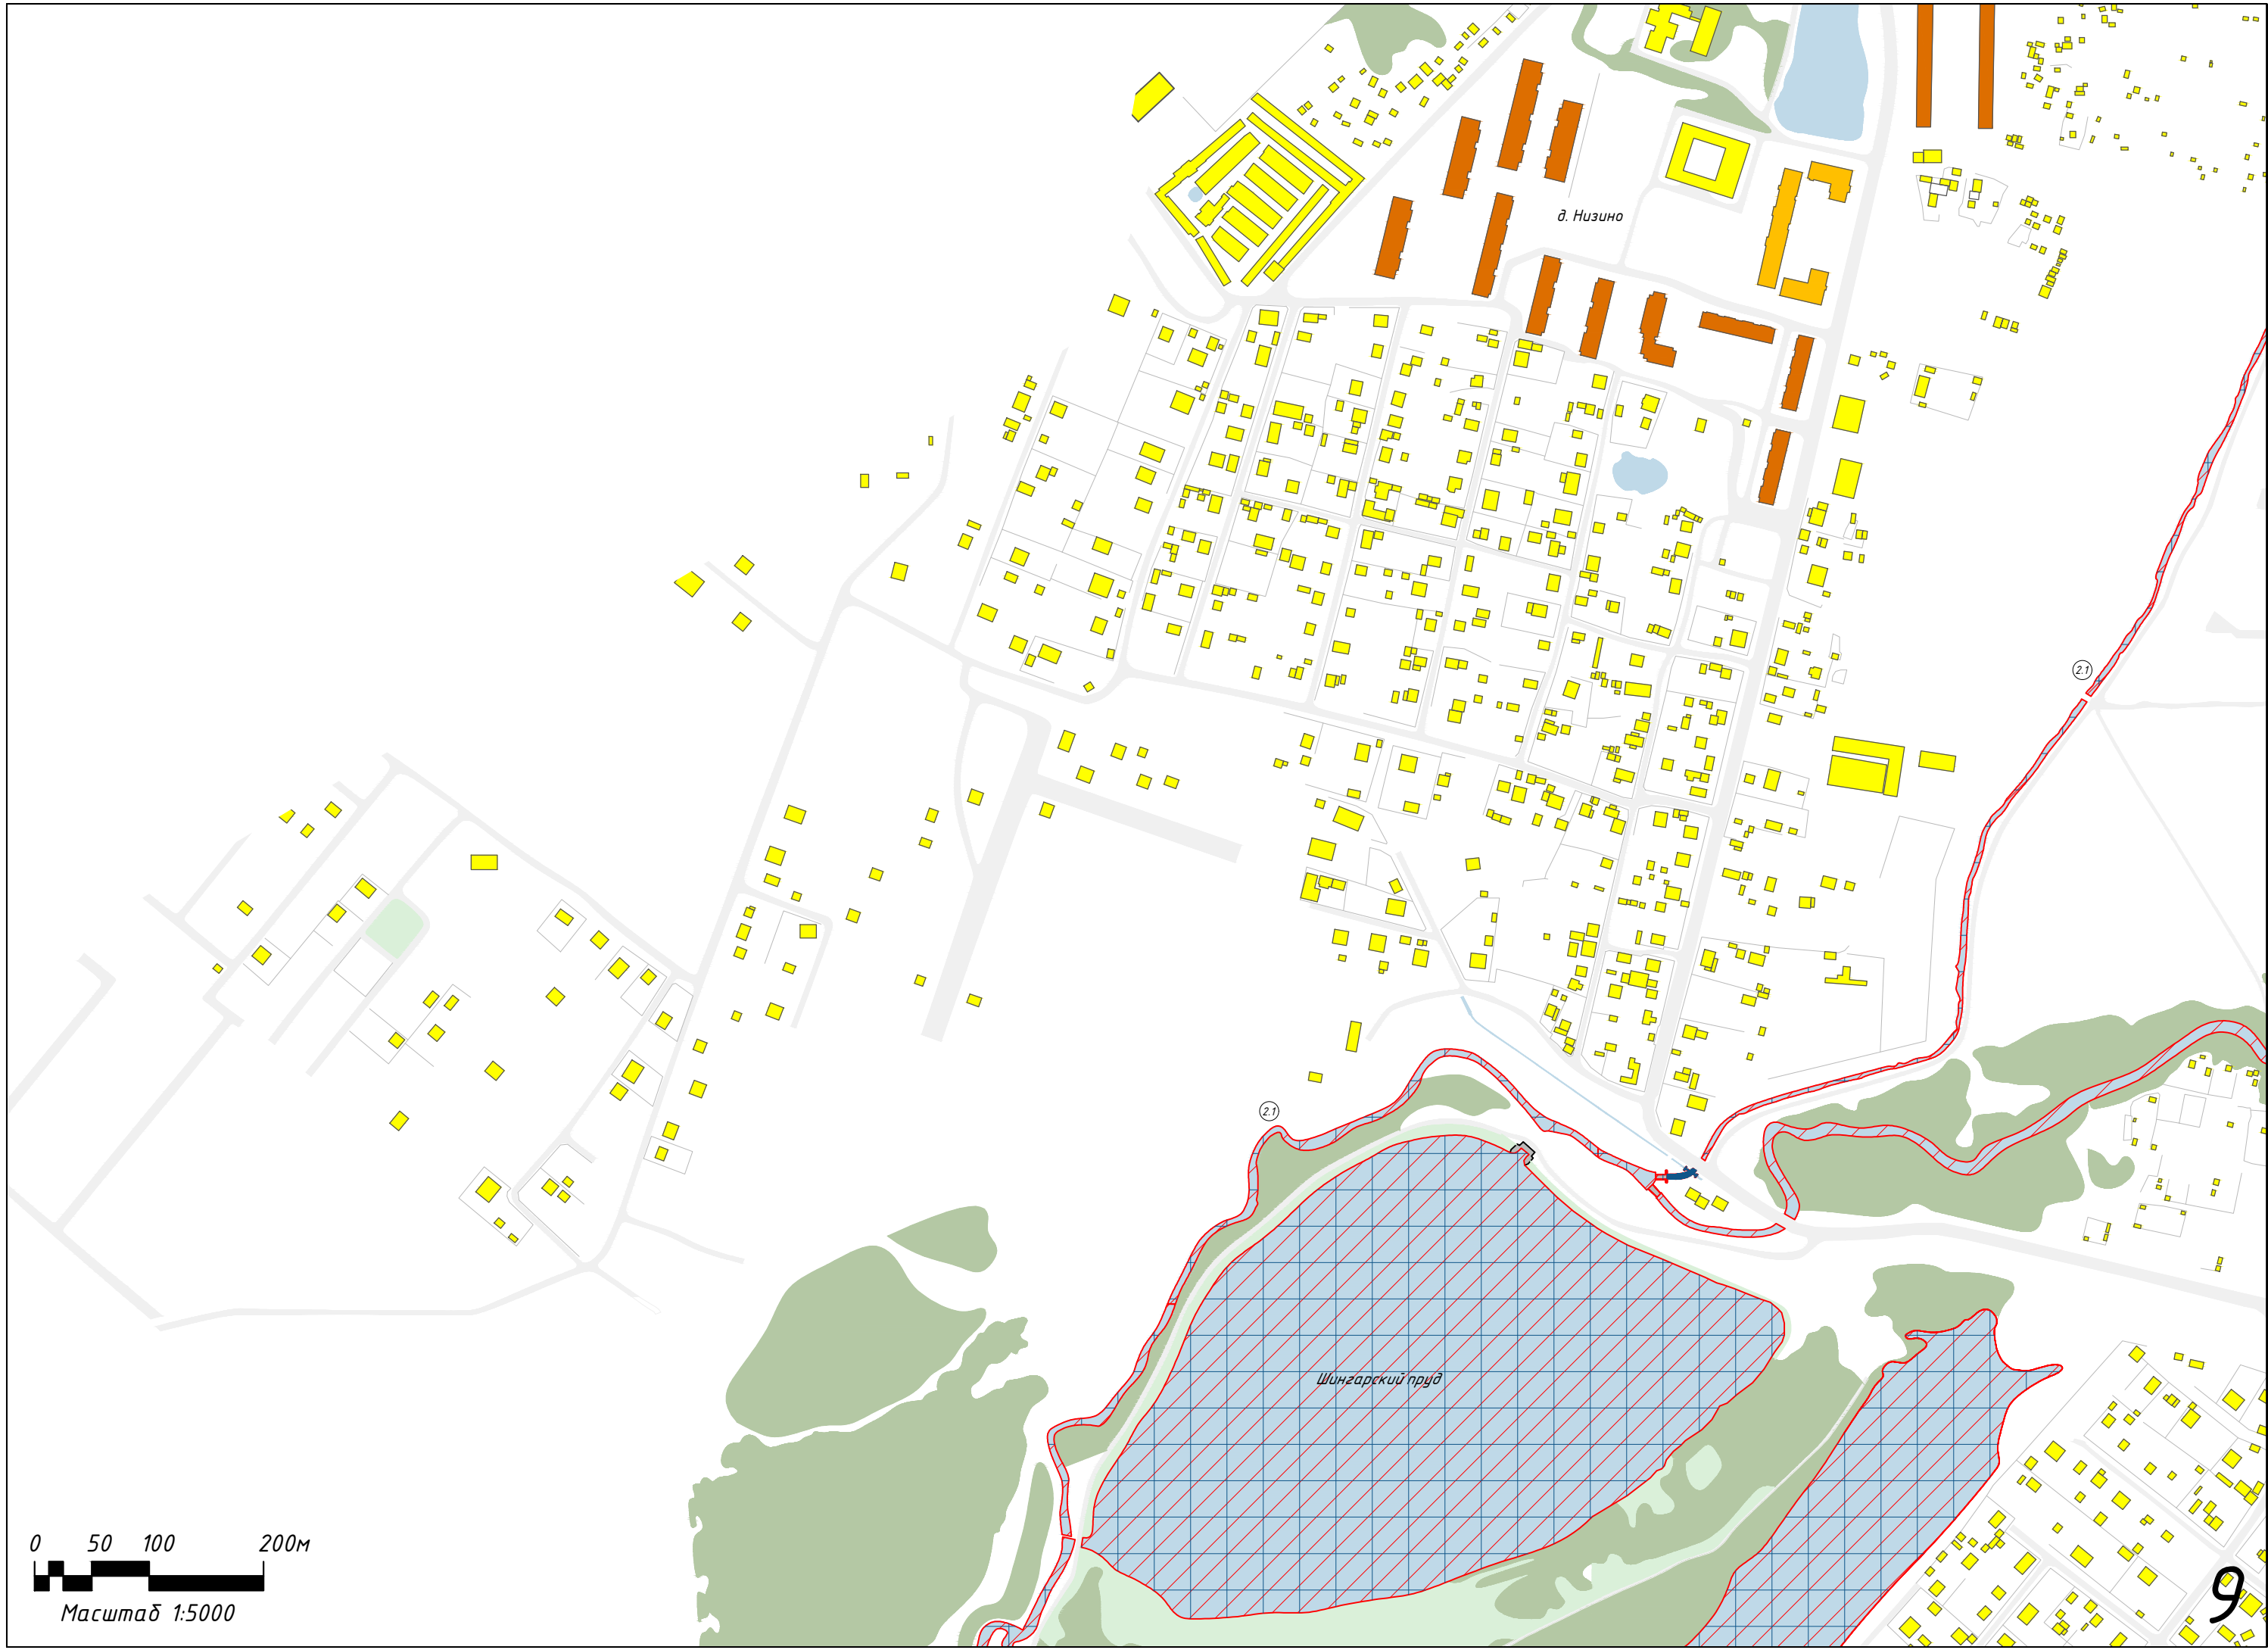 д. Низино
2.1
2.1
Шингарский пруд
0 50 100 200м
Масштаб 1:5000
9